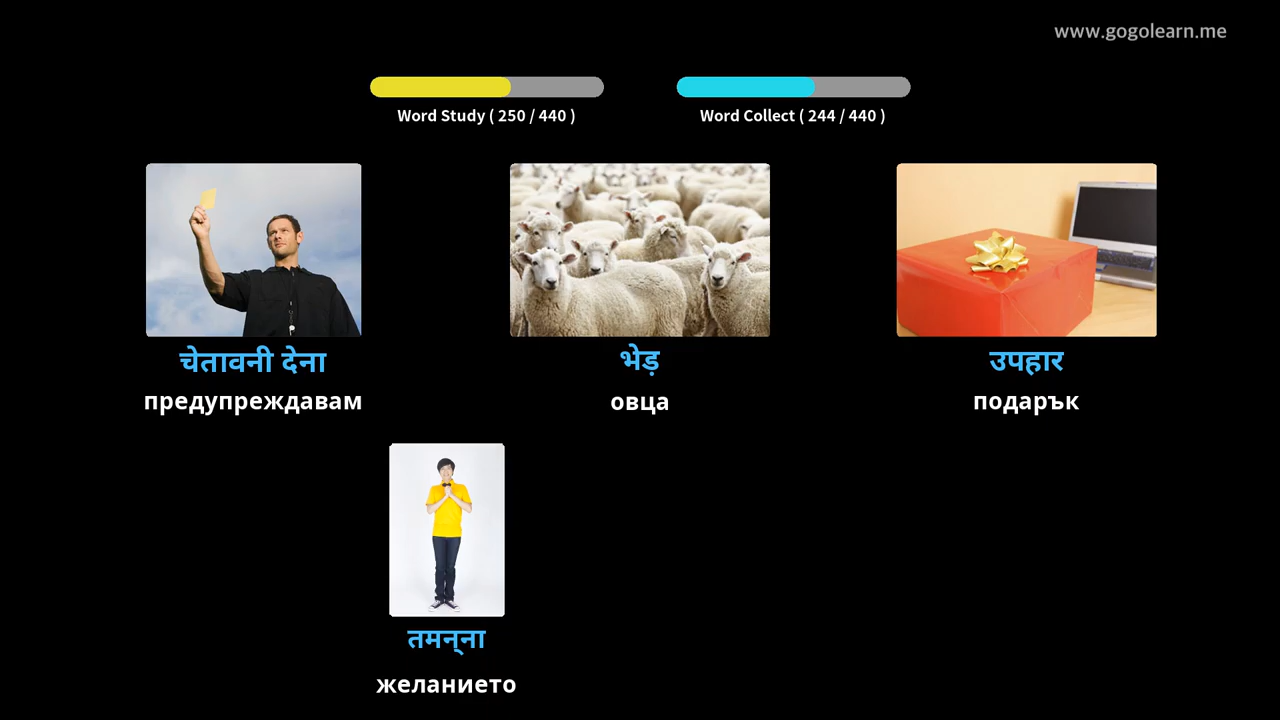 www.gogolearn.me
Word Study ( 250 / 440 )
Word Collect ( 244 / 440 )
चेतावनी देना
предупреждавам
भेड़
овца
उपहार
подарък
तमन्ना
желанието